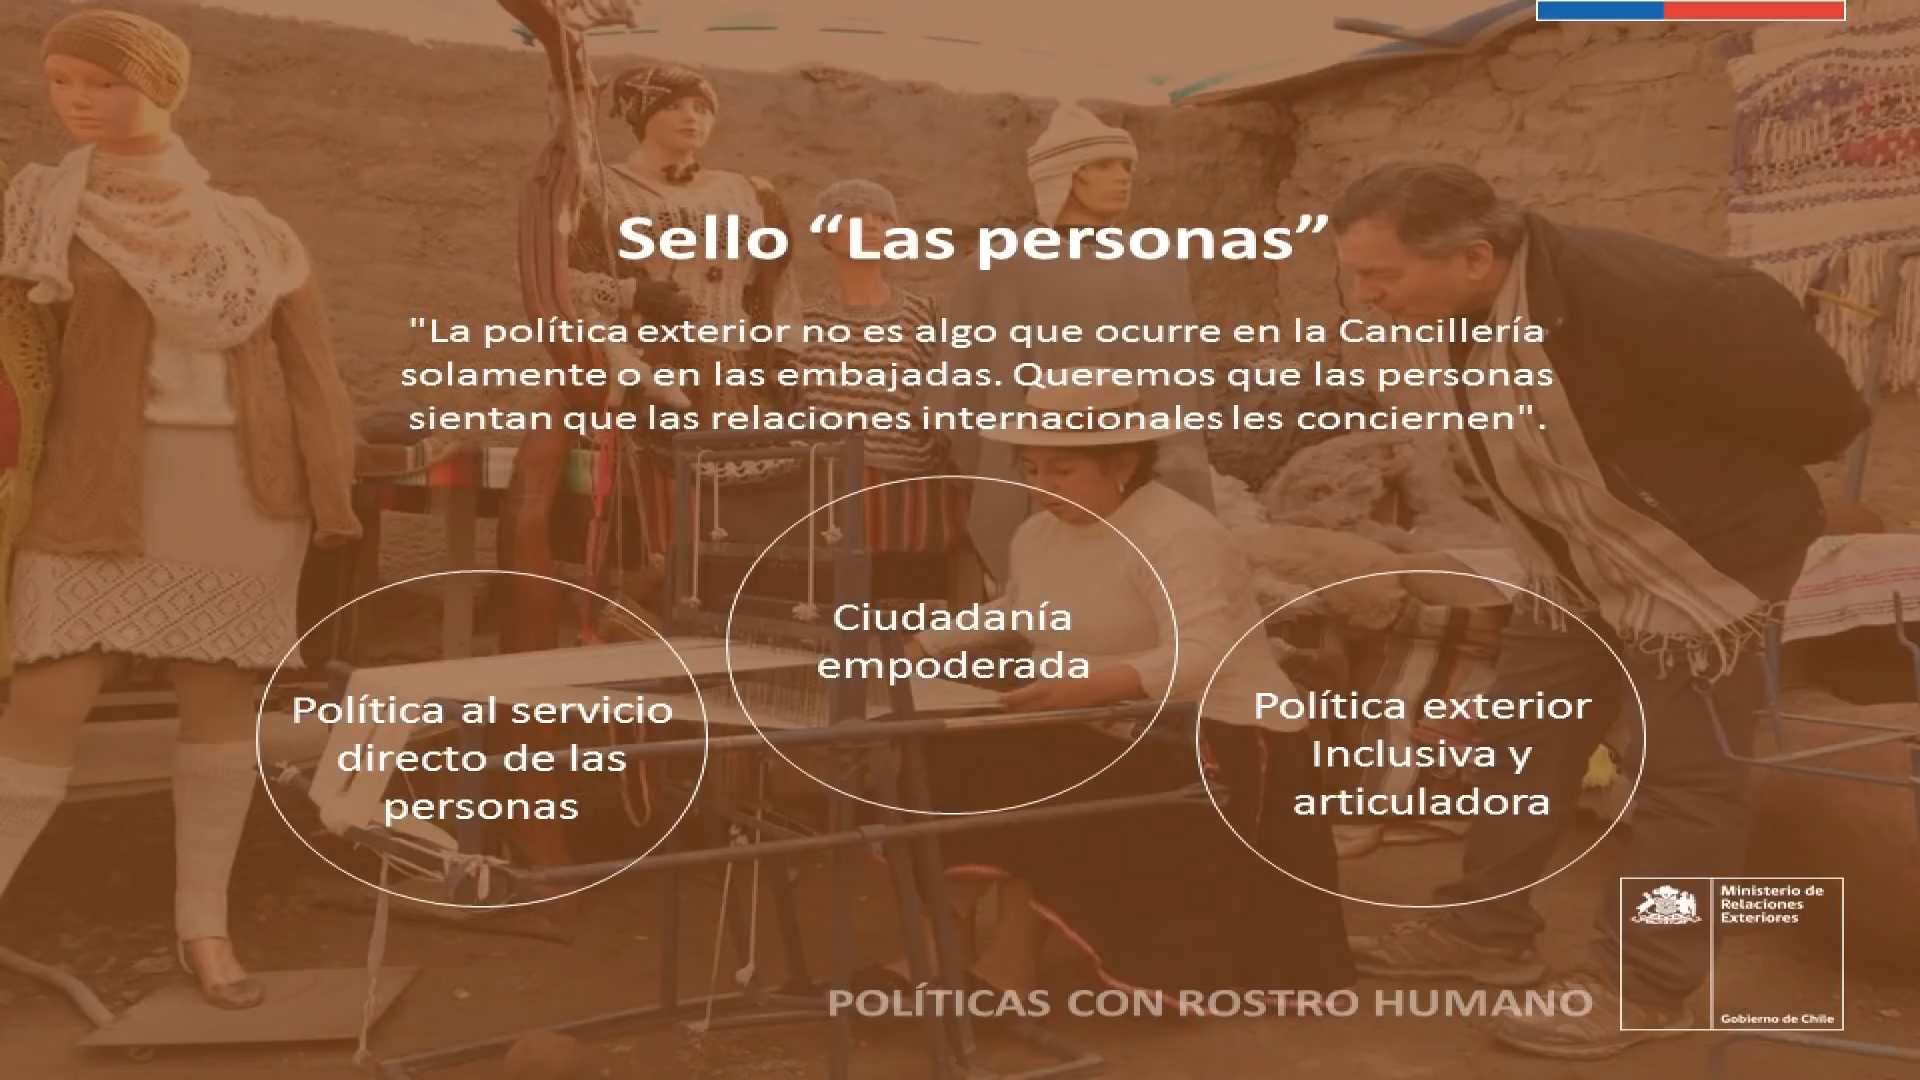 Sello “Las personas”
"La política exterior no es algo que ocurre en la Cancillería
solamente o en las embajadas. Queremos que las personas
sientan que las relaciones internacionales les conciernen".
Política al servicio
directo de las
personas
Ciudadanía
empoderada
Política exterior
Inclusiva y
articuladora
POLÍTICAS CON ROSTRO HUMANO
Ministerio de
Relaciones
Exteriores
Gobierno de Chile